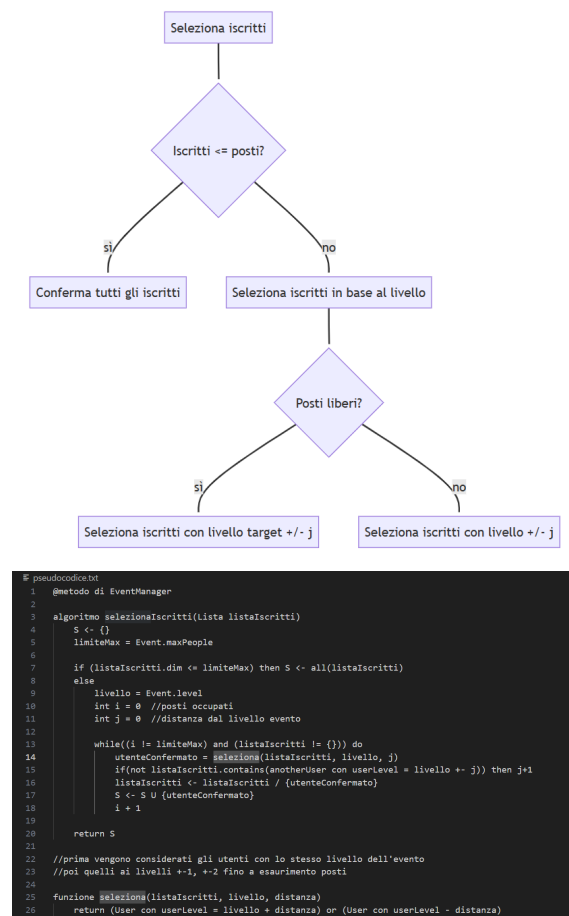 Seleziona iscritti
Iscritti <= posti?
sì
no
Conferma tutti gli iscritti
Seleziona iscritti in base al livello
Posti liberi?
sì
no
Seleziona iscritti con livello target +/- j
Seleziona iscritti con livello +/- j
pseudocodice.txt
1 @metodo di EventManager
2
3 algoritmo selezionaIscritti(Lista listaIscritti)
4 S <- {}
5 limiteMax = Event.maxPeople
6
7 if (listaIscritti.dim <= limiteMax) then S <- all(listaIscritti)
8 else
9 livello = Event.level
10 int i = 0 //posti occupati
11 int j = 0 //distanza dal livello evento
12
13 while((i != limiteMax) and (listaIscritti != {})) do
14 utenteConfermato = seleziona(listaIscritti, livello, j)
15 if(not listaIscritti.contains(anotherUser con userLevel = livello +- j)) then j+1
16 listaIscritti <- listaIscritti / {utenteConfermato}
17 S <- S U {utenteConfermato}
18 i + 1
19
20 return S
21
22 //prima vengono considerati gli utenti con lo stesso livello dell'evento
23 //poi quelli ai livelli +-1, +-2 fino a esaurimento posti
24
25 funzione seleziona(listaIscritti, livello, distanza)
26 return (User con userLevel = livello + distanza) or (User con userLevel - distanza)